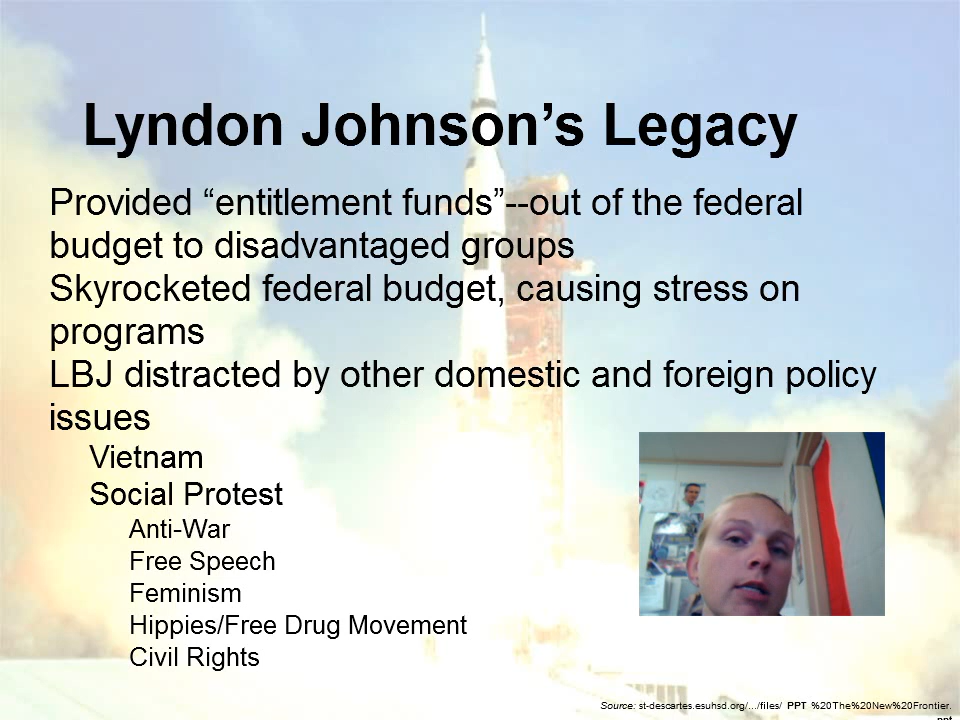 Lyndon Johnson’s Legacy
Provided “entitlement funds”--out of the federal
budget to disadvantaged groups
Skyrocketed federal budget, causing stress on
programs
LBJ distracted by other domestic and foreign policy
issues
Vietnam
Social Protest
Anti-War
Free Speech
Feminism
Hippies/Free Drug Movement
Civil Rights
Source: st-descartes.esuhsd.org/.../files/ PPT %20The%20New%20Frontier.
ppt